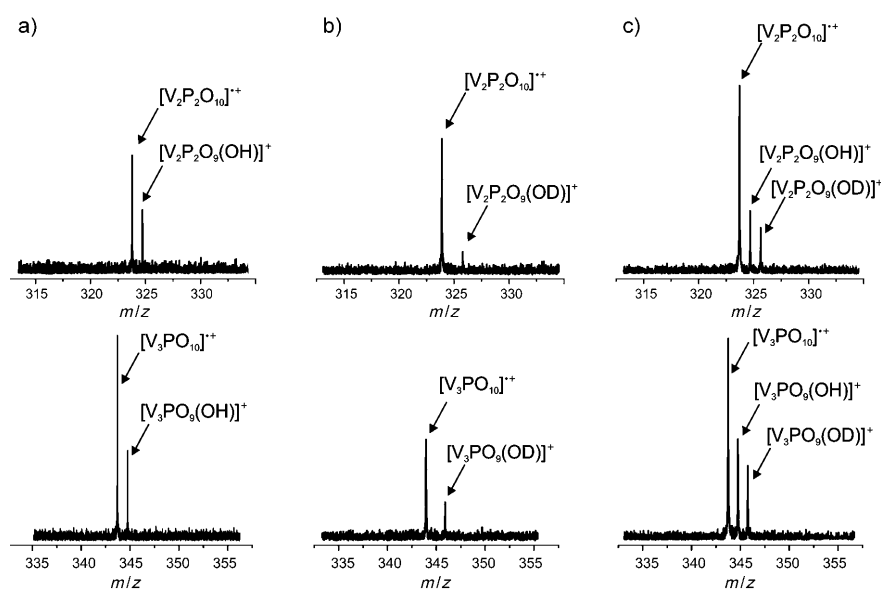 a)
[V₂P₂O₁₀]•+
[V₂P₂O₉(OH)]+
315 320 325 330
m/z
b)
[V₂P₂O₁₀]•+
[V₂P₂O₉(OD)]+
315 320 325 330
m/z
c)
[V₂P₂O₁₀]•+
[V₂P₂O₉(OH)]+
[V₂P₂O₉(OD)]+
315 320 325 330
m/z
[V₃PO₁₀]•+
[V₃PO₉(OH)]+
335 340 345 350 355
m/z
[V₃PO₁₀]•+
[V₃PO₉(OD)]+
335 340 345 350 355
m/z
[V₃PO₁₀]•+
[V₃PO₉(OH)]+
[V₃PO₉(OD)]+
335 340 345 350 355
m/z